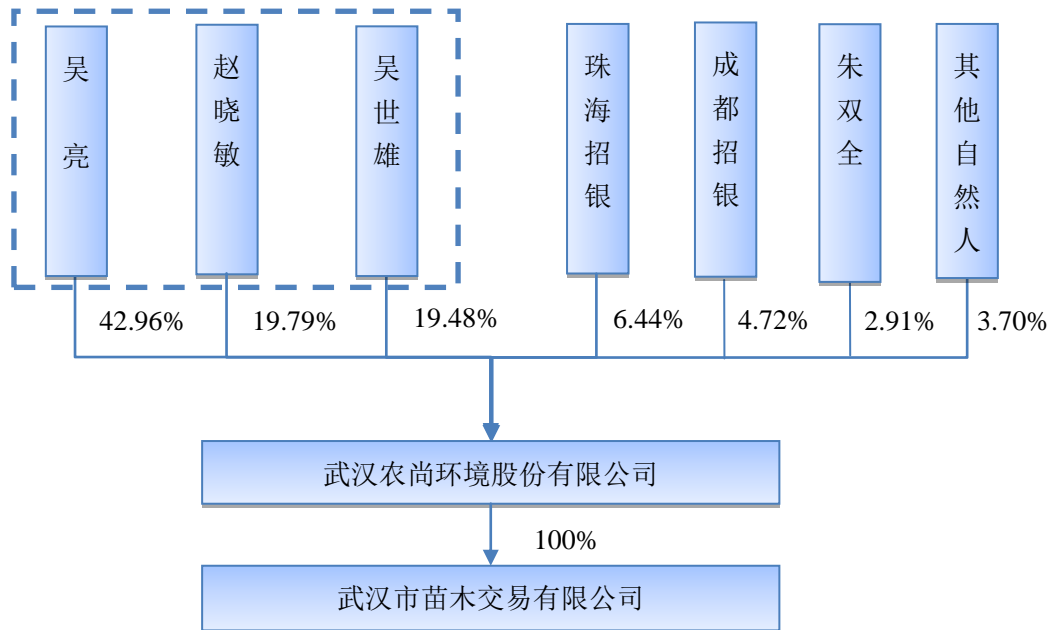 吴亮
赵晓敏
吴世雄
珠海招银
成都招银
朱双全
其他自然人
42.96%
19.79%
19.48%
6.44%
4.72%
2.91%
3.70%
武汉农尚环境股份有限公司
100%
武汉市苗木交易有限公司